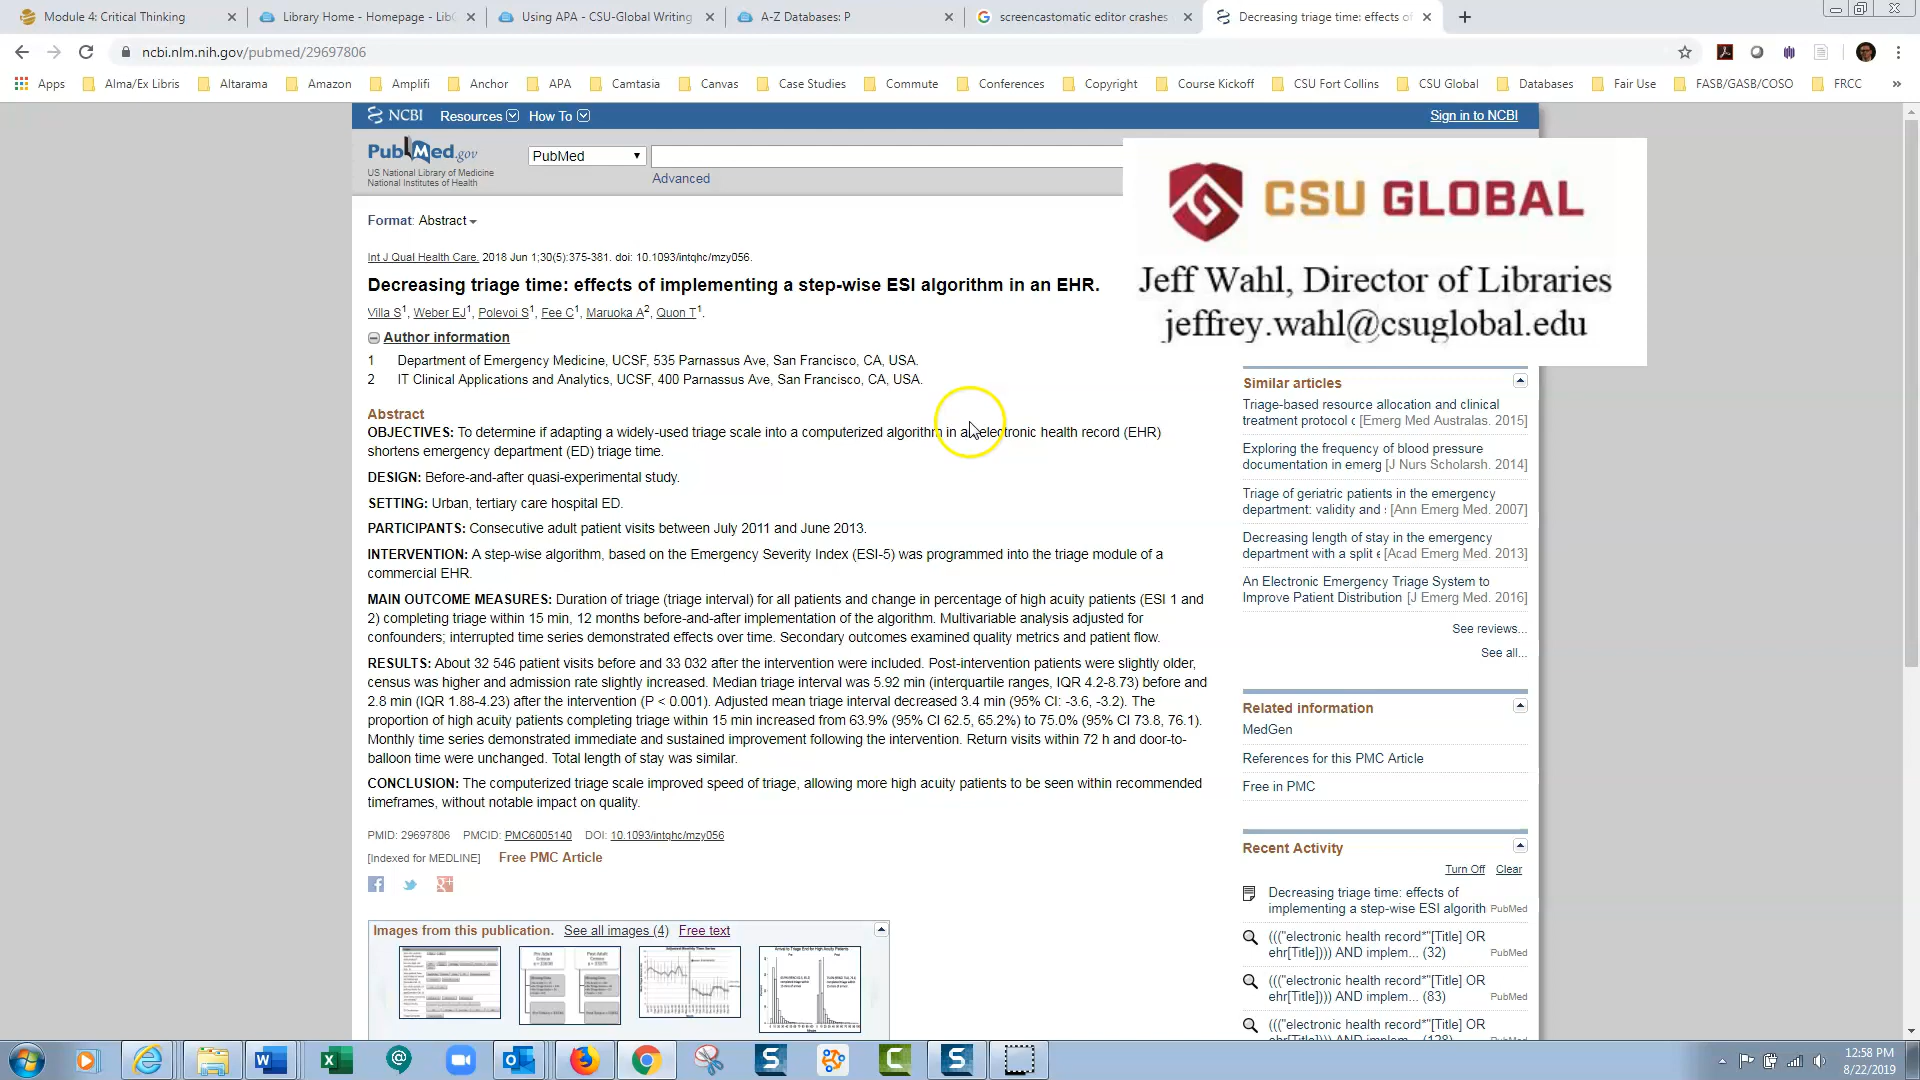 Module 4: Critical Thinking
Library Home - Homepage - Lib
Using APA - CSU-Global Writing
A-Z Databases: P
screencastomatic editor crashes
Decreasing triage time: effects of
ncbi.nlm.nih.gov/pubmed/29697806
Apps Alma/Ex Libris Altarama Amazon Amplifi Anchor APA Camtasia Canvas Case Studies Commute Conferences Copyright Course Kickoff CSU Fort Collins CSU Global Databases Fair Use FASB/GASB/COSO FRCC »
NCBI Resources How To Sign in to NCBI
PubMed.gov
US National Library of Medicine
National Institutes of Health
PubMed
Advanced
CSU GLOBAL
Jeff Wahl, Director of Libraries
jeffrey.wahl@csuglobal.edu
Format: Abstract
Int J Qual Health Care. 2018 Jun 1;30(5):375-381. doi: 10.1093/intqhc/mzy056.
Decreasing triage time: effects of implementing a step-wise ESI algorithm in an EHR.
Villa S1, Weber EJ1, Polevoi S1, Fee C1, Maruoka A2, Quon T1.
Author information
1 Department of Emergency Medicine, UCSF, 535 Parnassus Ave, San Francisco, CA, USA.
2 IT Clinical Applications and Analytics, UCSF, 400 Parnassus Ave, San Francisco, CA, USA.
Abstract
OBJECTIVES: To determine if adapting a widely-used triage scale into a computerized algorithm in an electronic health record (EHR)
shortens emergency department (ED) triage time.
DESIGN: Before-and-after quasi-experimental study.
SETTING: Urban, tertiary care hospital ED.
PARTICIPANTS: Consecutive adult patient visits between July 2011 and June 2013.
INTERVENTION: A step-wise algorithm, based on the Emergency Severity Index (ESI-5) was programmed into the triage module of a
commercial EHR.
MAIN OUTCOME MEASURES: Duration of triage (triage interval) for all patients and change in percentage of high acuity patients (ESI 1 and
2) completing triage within 15 min, 12 months before-and-after implementation of the algorithm. Multivariable analysis adjusted for
confounders; interrupted time series demonstrated effects over time. Secondary outcomes examined quality metrics and patient flow.
RESULTS: About 32 546 patient visits before and 33 032 after the intervention were included. Post-intervention patients were slightly older,
census was higher and admission rate slightly increased. Median triage interval was 5.92 min (interquartile ranges, IQR 4.2-8.73) before and
2.8 min (IQR 1.88-4.23) after the intervention (P < 0.001). Adjusted mean triage interval decreased 3.4 min (95% CI: -3.6, -3.2). The
proportion of high acuity patients completing triage within 15 min increased from 63.9% (95% CI 62.5, 65.2%) to 75.0% (95% CI 73.8, 76.1).
Monthly time series demonstrated immediate and sustained improvement following the intervention. Return visits within 72 h and door-to-
balloon time were unchanged. Total length of stay was similar.
CONCLUSION: The computerized triage scale improved speed of triage, allowing more high acuity patients to be seen within recommended
timeframes, without notable impact on quality.
PMID: 29697806 PMCID: PMC6005140 DOI: 10.1093/intqhc/mzy056
[Indexed for MEDLINE] Free PMC Article
Images from this publication. See all images (4) Free text
Similar articles
Triage-based resource allocation and clinical
treatment protocol c [Emerg Med Australas. 2015]
Exploring the frequency of blood pressure
documentation in emerg [J Nurs Scholarsh. 2014]
Triage of geriatric patients in the emergency
department: validity and s [Ann Emerg Med. 2007]
Decreasing length of stay in the emergency
department with a split e [Acad Emerg Med. 2013]
An Electronic Emergency Triage System to
Improve Patient Distribution [J Emerg Med. 2016]
See reviews...
See all...
Related information
MedGen
References for this PMC Article
Free in PMC
Recent Activity
Turn Off Clear
Decreasing triage time: effects of
implementing a step-wise ESI algorith PubMed
((("electronic health record*"[Title] OR
ehr[Title]))) AND implem... (32) PubMed
((("electronic health record*"[Title] OR
ehr[Title]))) AND implem... (83) PubMed
((("electronic health record*"[Title] OR
ehr[Title]))) AND implem... (128) PubMed
12:58 PM
8/22/2019